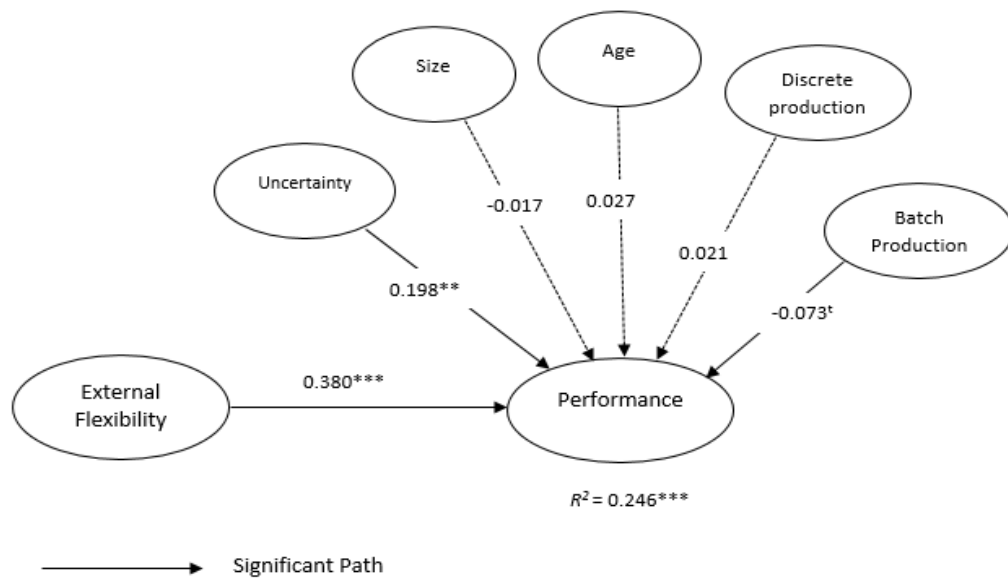 Size
Age
Discrete
production
Uncertainty
Batch
Production
-0.017
0.027
0.021
0.198**
-0.073ᵗ
External
Flexibility
0.380***
Performance
R² = 0.246***
Significant Path